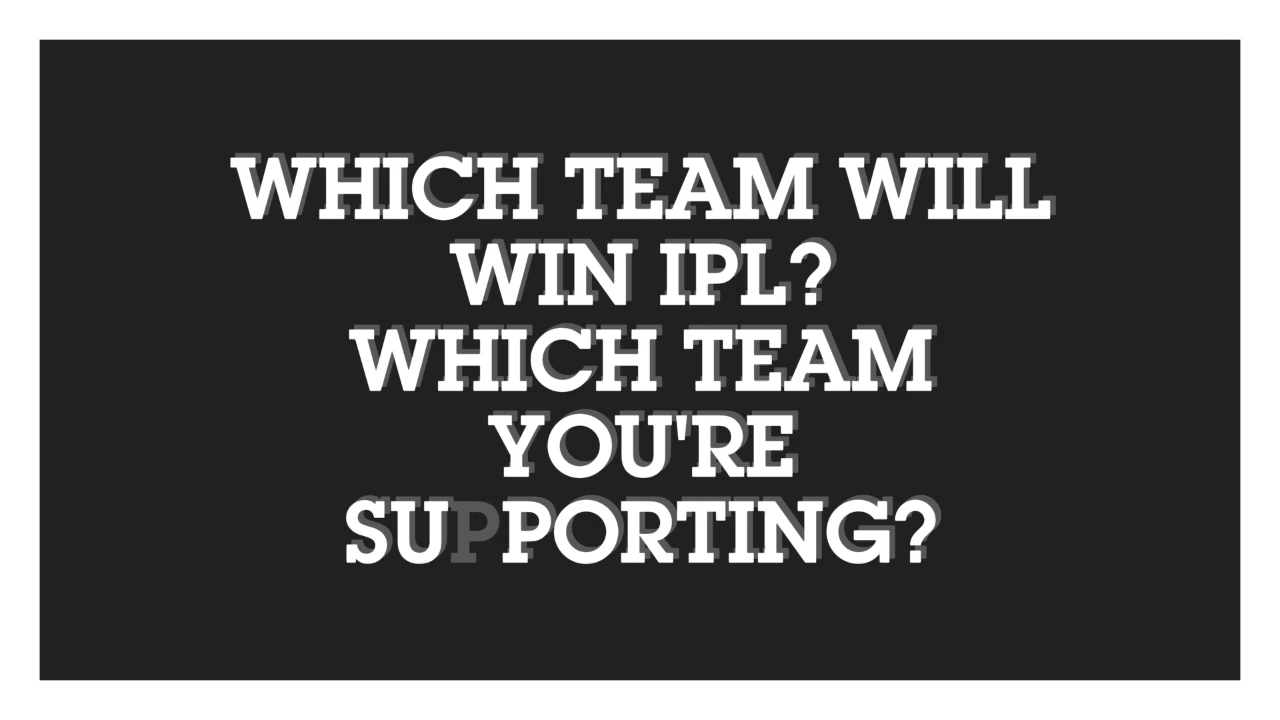 WHICH TEAM WILL
WIN IPL?
WHICH TEAM
YOU'RE
SUPPORTING?